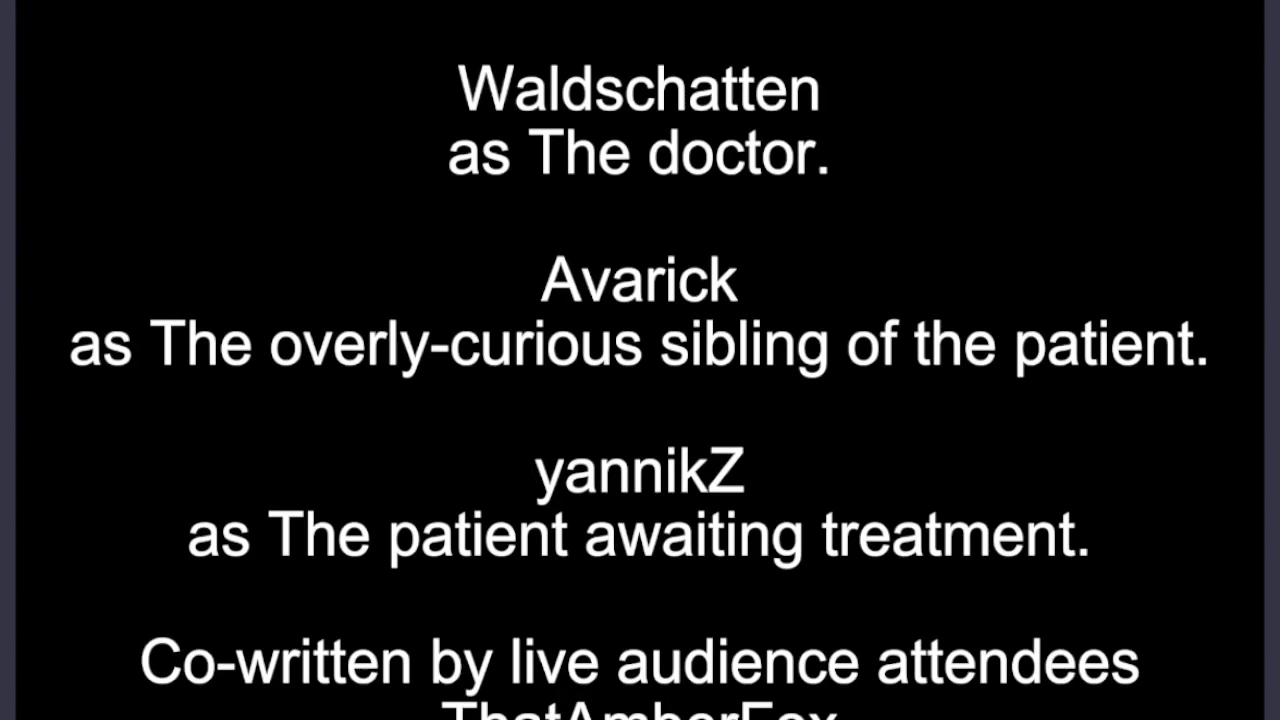 Waldschatten
as The doctor.
Avarick
as The overly-curious sibling of the patient.
yannikZ
as The patient awaiting treatment.
Co-written by live audience attendees
ThatAmberFox